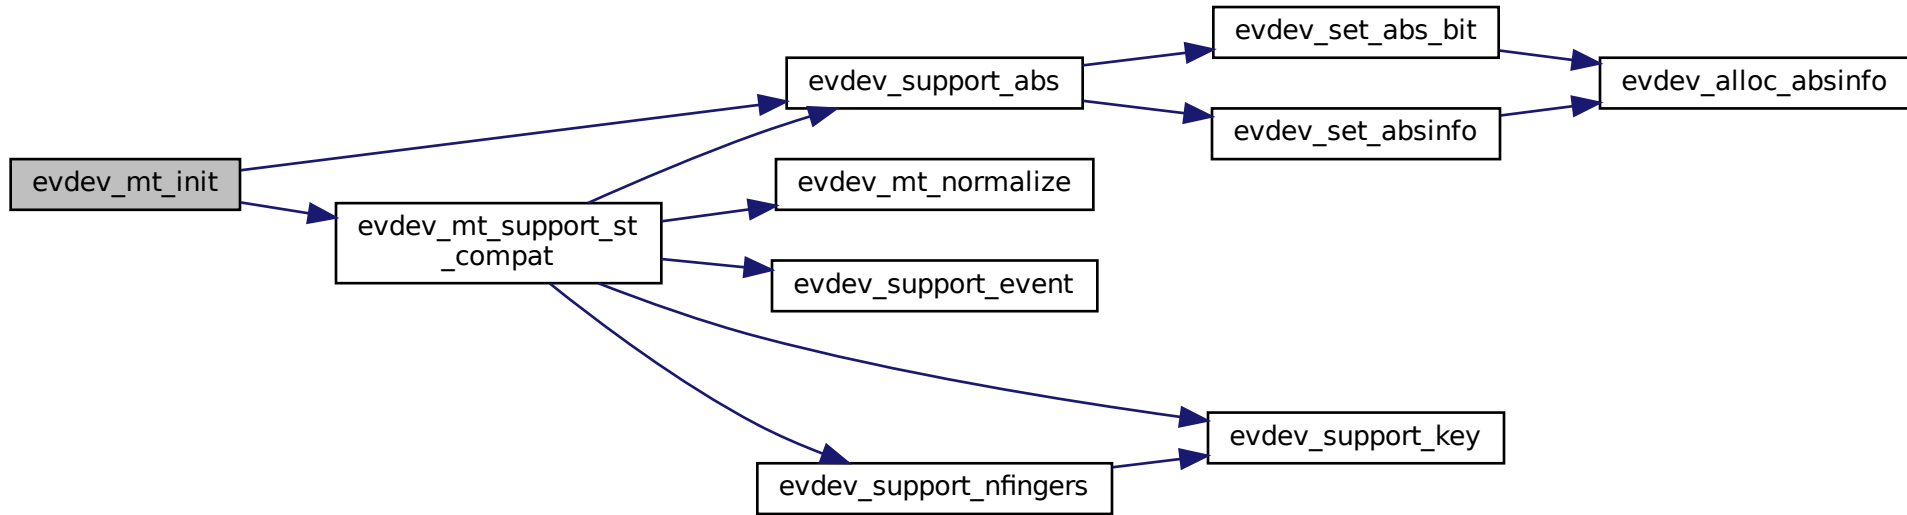 evdev_mt_init
evdev_mt_support_st
_compat
evdev_support_abs
evdev_mt_normalize
evdev_support_event
evdev_support_nfingers
evdev_set_abs_bit
evdev_set_absinfo
evdev_support_key
evdev_alloc_absinfo